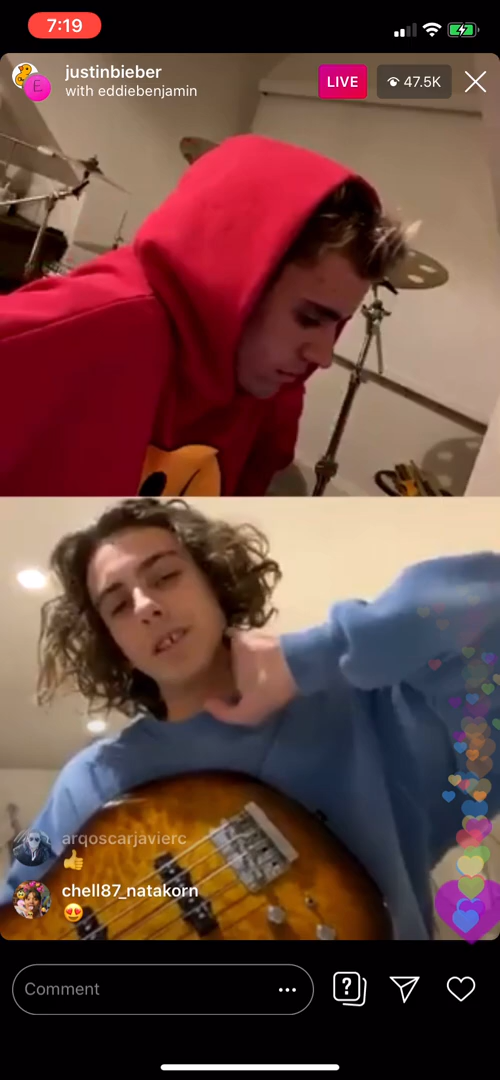 7:19
justinbieber
with eddiebenjamin
E
LIVE
47.5K
arqoscarjavierc
👍
chell87_natakorn
😍
Comment
?